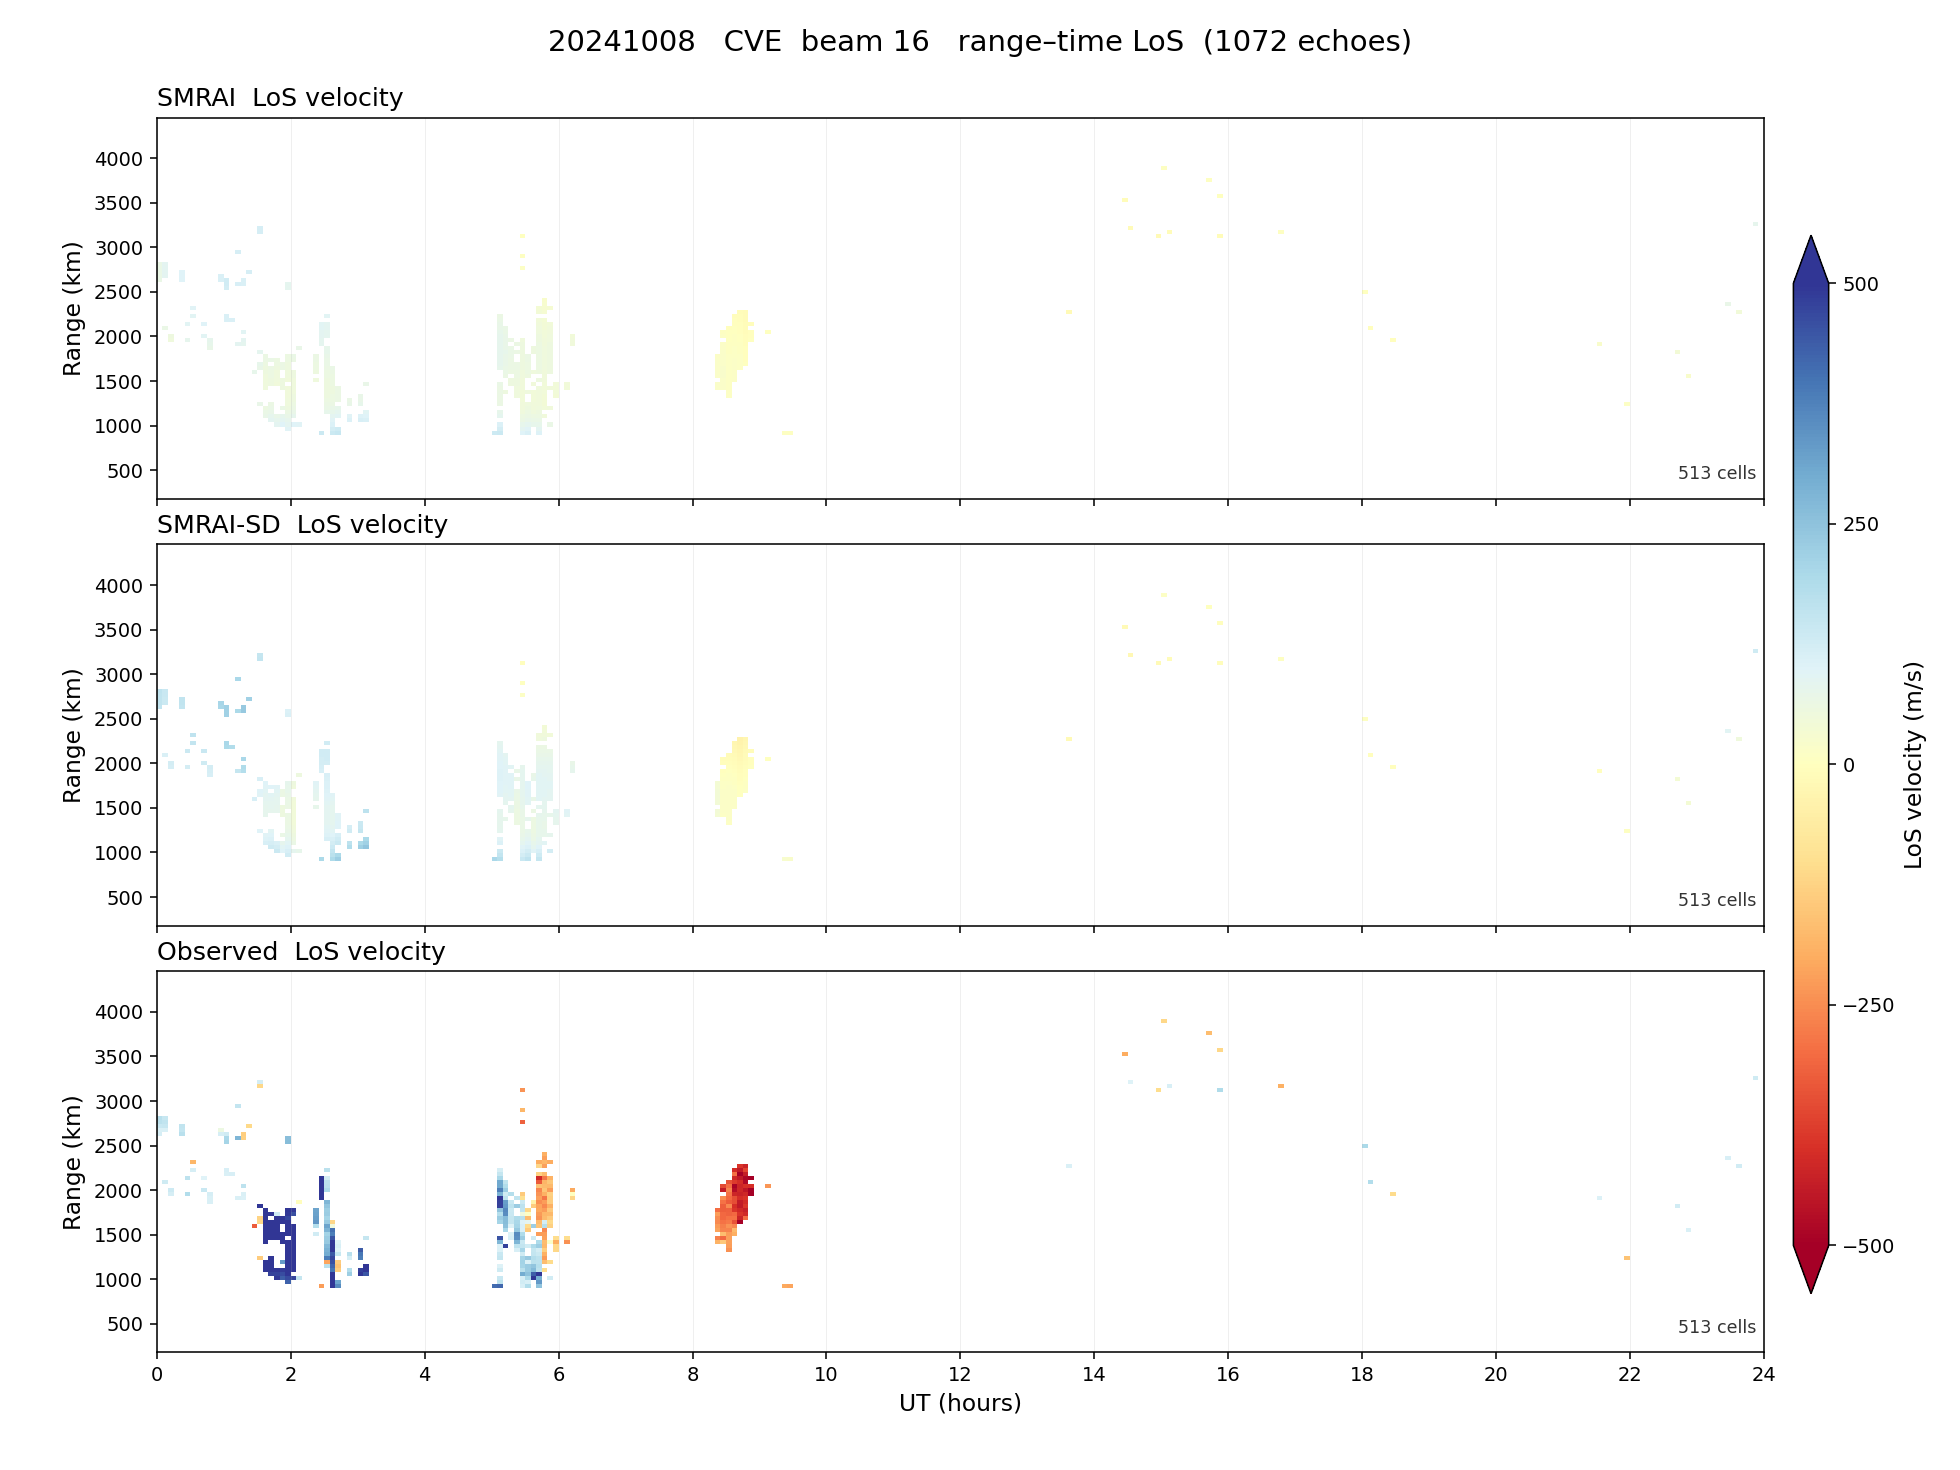 20241008   CVE  beam 16   range–time LoS  (1072 echoes)
SMRAI  LoS velocity
4000
3500
3000
2500
2000
1500
1000
500
Range (km)
513 cells
SMRAI-SD  LoS velocity
4000
3500
3000
2500
2000
1500
1000
500
Range (km)
513 cells
Observed  LoS velocity
4000
3500
3000
2500
2000
1500
1000
500
Range (km)
513 cells
0 2 4 6 8 10 12 14 16 18 20 22 24
UT (hours)
500
250
0
−250
−500
LoS velocity (m/s)